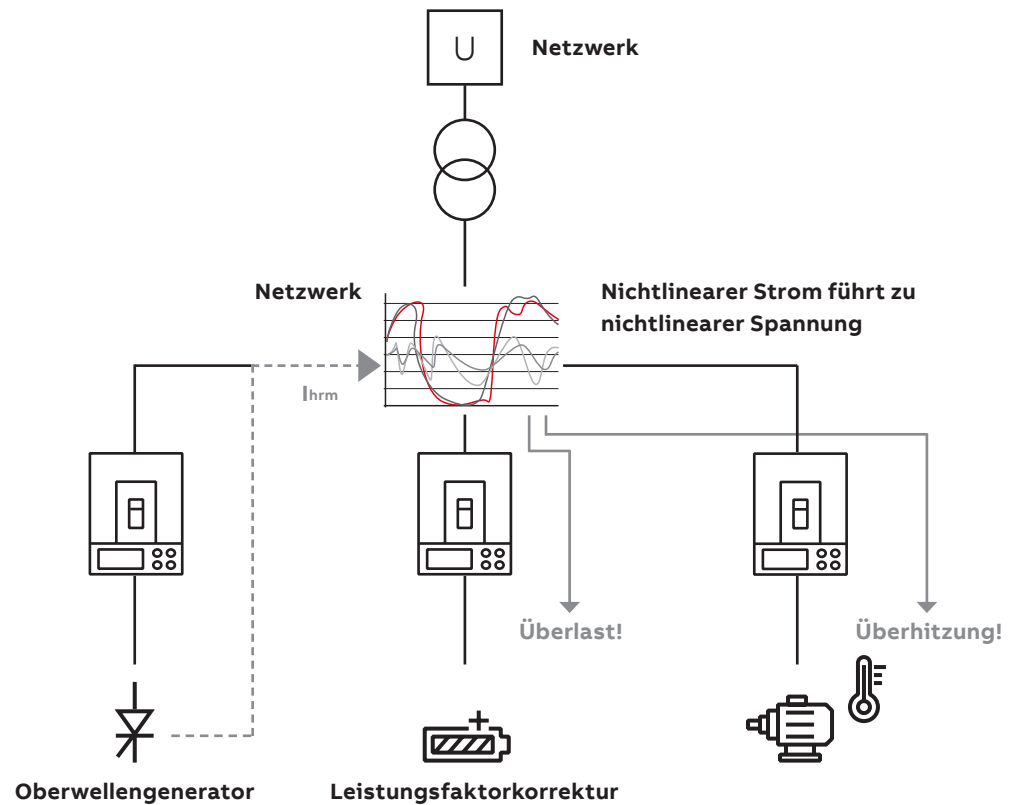 U
Netzwerk
Netzwerk
Nichtlinearer Strom führt zu
nichtlinearer Spannung
Ihrm
Überlast!
Überhitzung!
Oberwellengenerator
Leistungsfaktorkorrektur